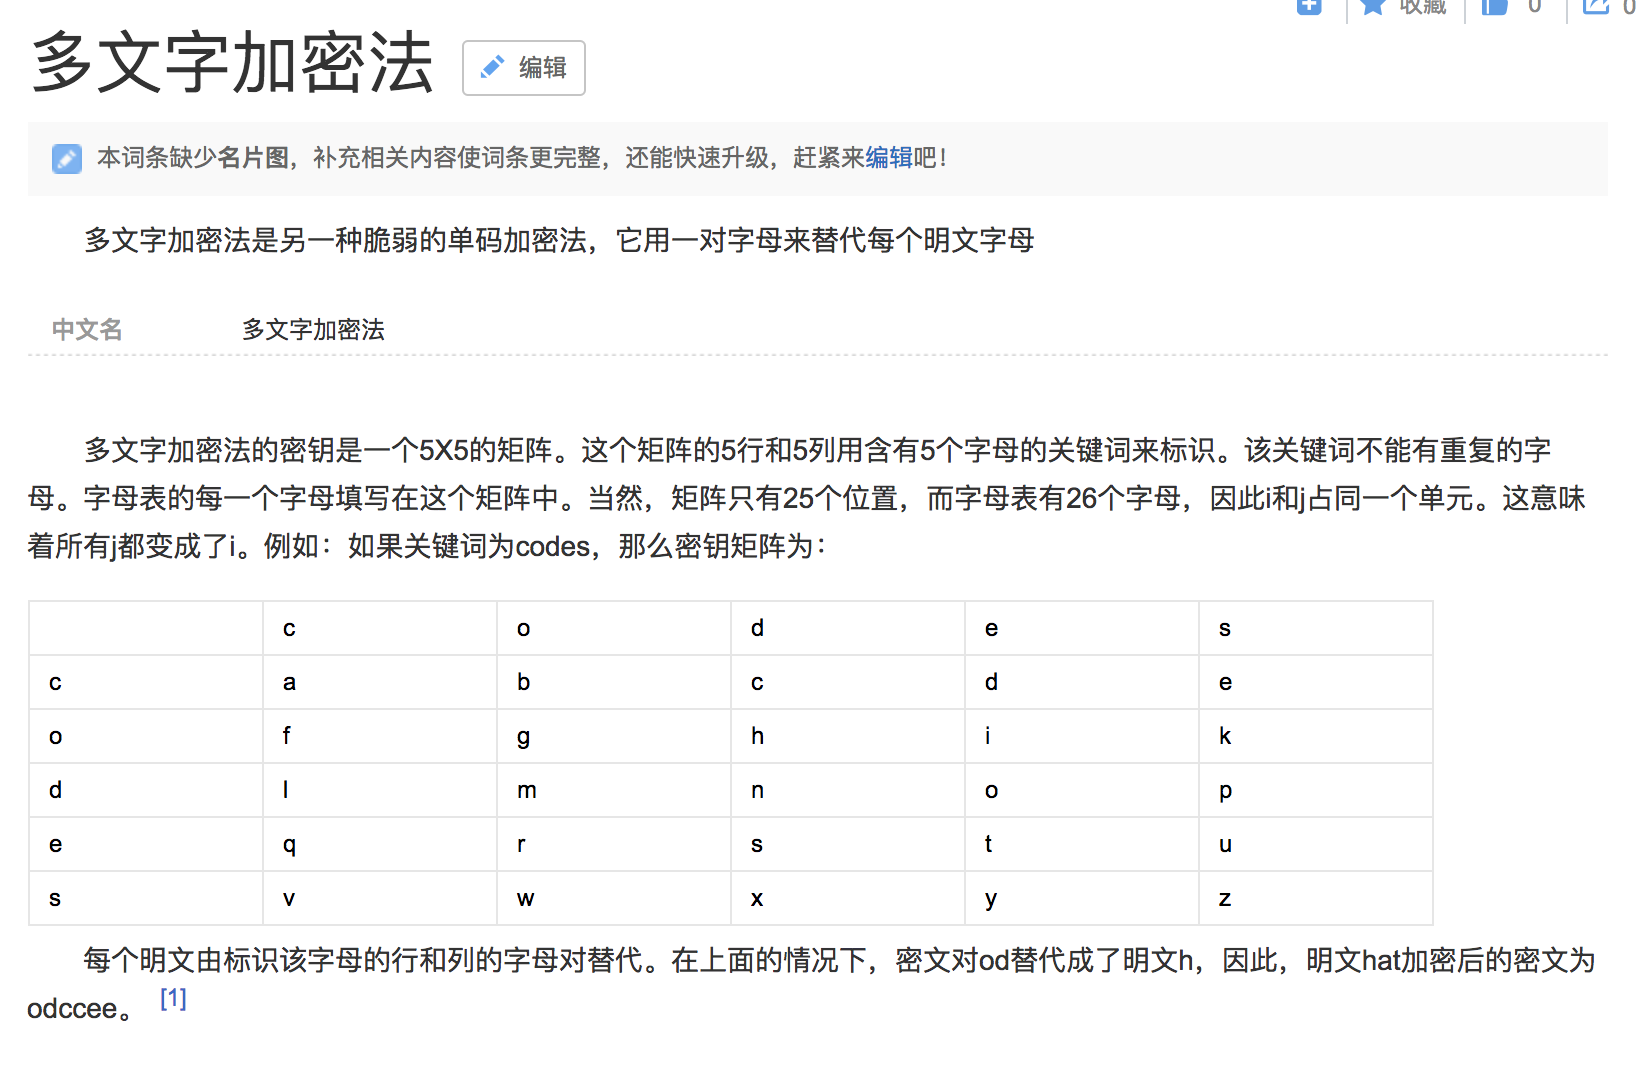 收藏 0 0
多文字加密法 编辑
本词条缺少名片图，补充相关内容使词条更完整，还能快速升级，赶紧来编辑吧！
多文字加密法是另一种脆弱的单码加密法，它用一对字母来替代每个明文字母
中文名 多文字加密法
多文字加密法的密钥是一个5X5的矩阵。这个矩阵的5行和5列用含有5个字母的关键词来标识。该关键词不能有重复的字
母。字母表的每一个字母填写在这个矩阵中。当然，矩阵只有25个位置，而字母表有26个字母，因此i和j占同一个单元。这意味
着所有j都变成了i。例如：如果关键词为codes，那么密钥矩阵为：
c o d e s
c a b c d e
o f g h i k
d l m n o p
e q r s t u
s v w x y z
每个明文由标识该字母的行和列的字母对替代。在上面的情况下，密文对od替代成了明文h，因此，明文hat加密后的密文为
odccee。 [1]